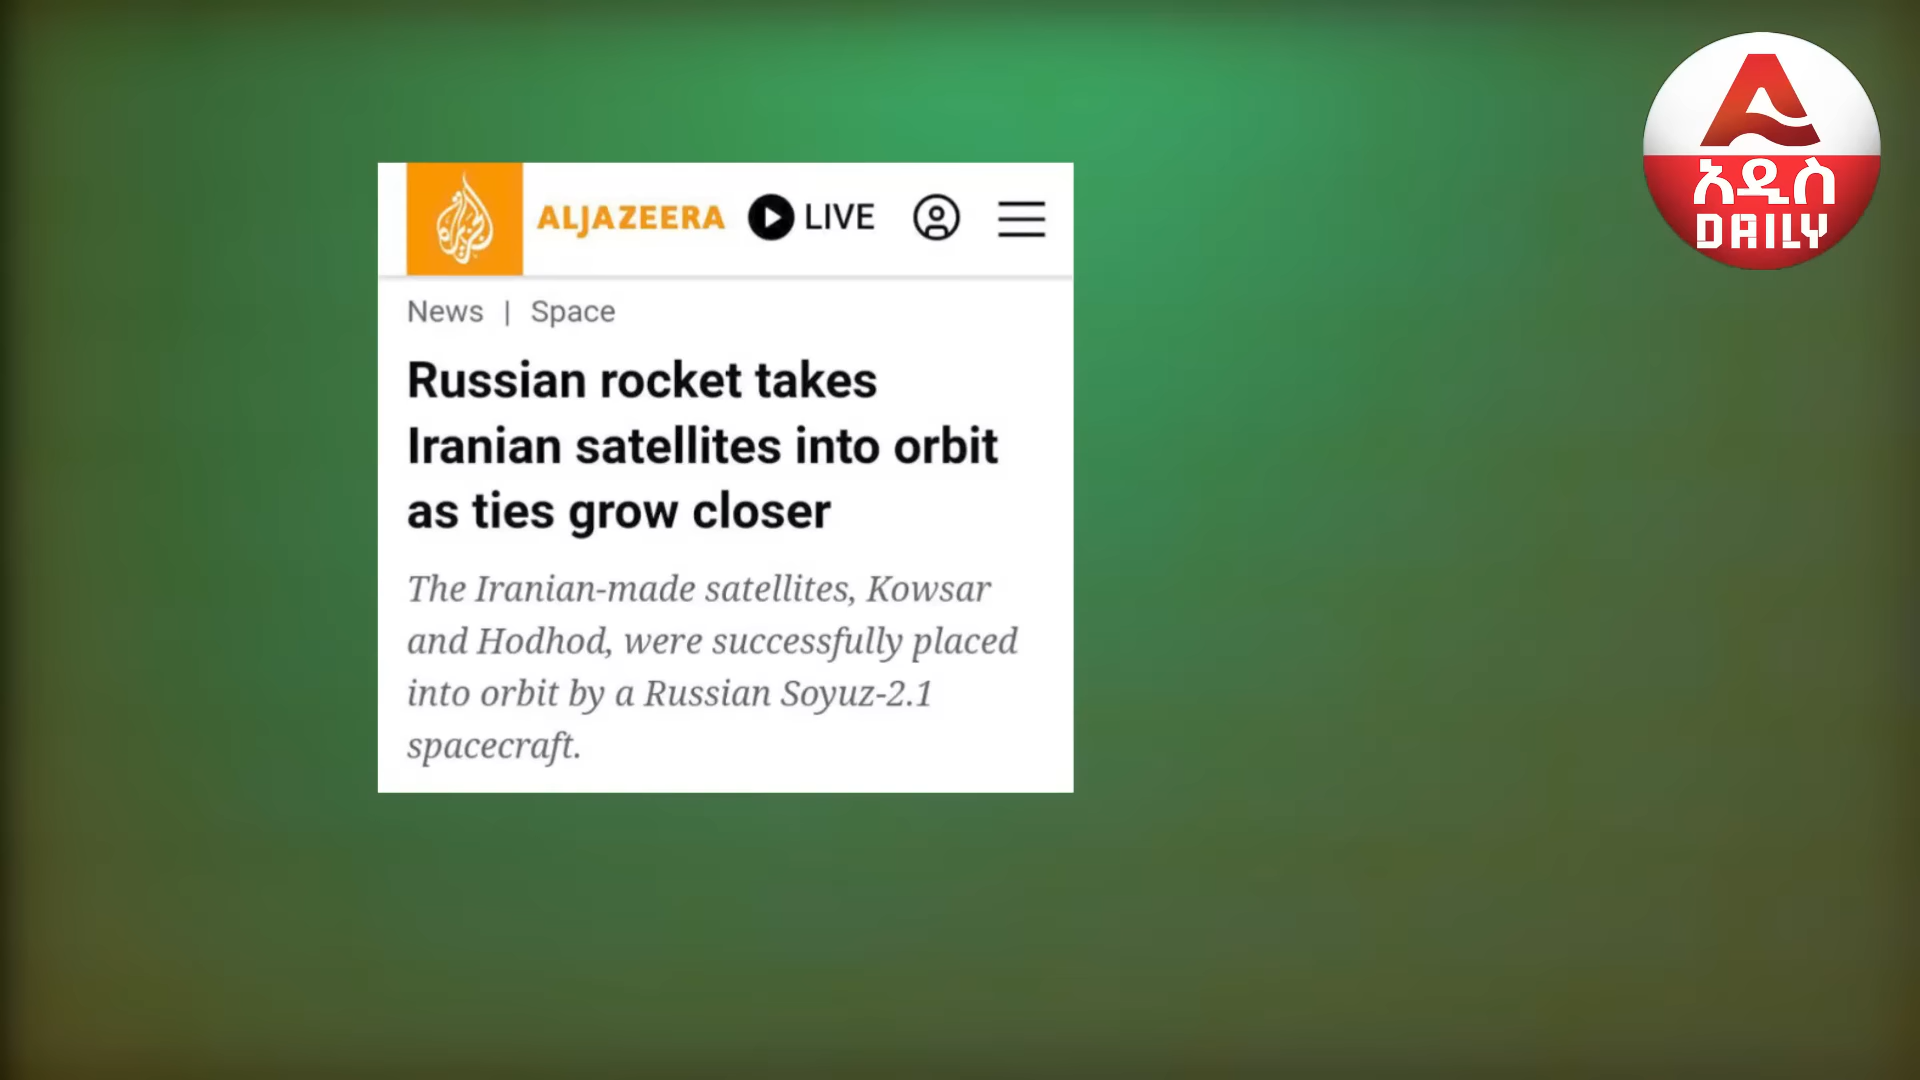 ALJAZEERA LIVE
News | Space
Russian rocket takes
Iranian satellites into orbit
as ties grow closer
The Iranian-made satellites, Kowsar
and Hodhod, were successfully placed
into orbit by a Russian Soyuz-2.1
spacecraft.
አዲስ
DAILY